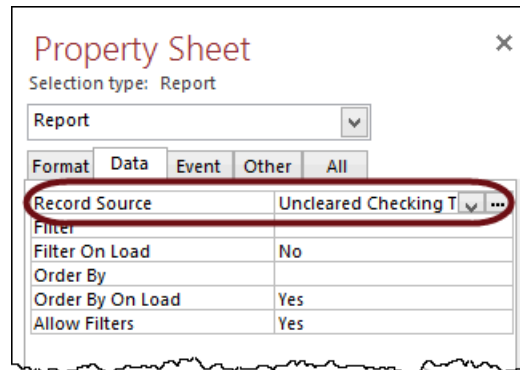 Property Sheet
Selection type: Report
Report
Format Data Event Other All
Record Source Uncleared Checking T
Filter
Filter On Load No
Order By
Order By On Load Yes
Allow Filters Yes